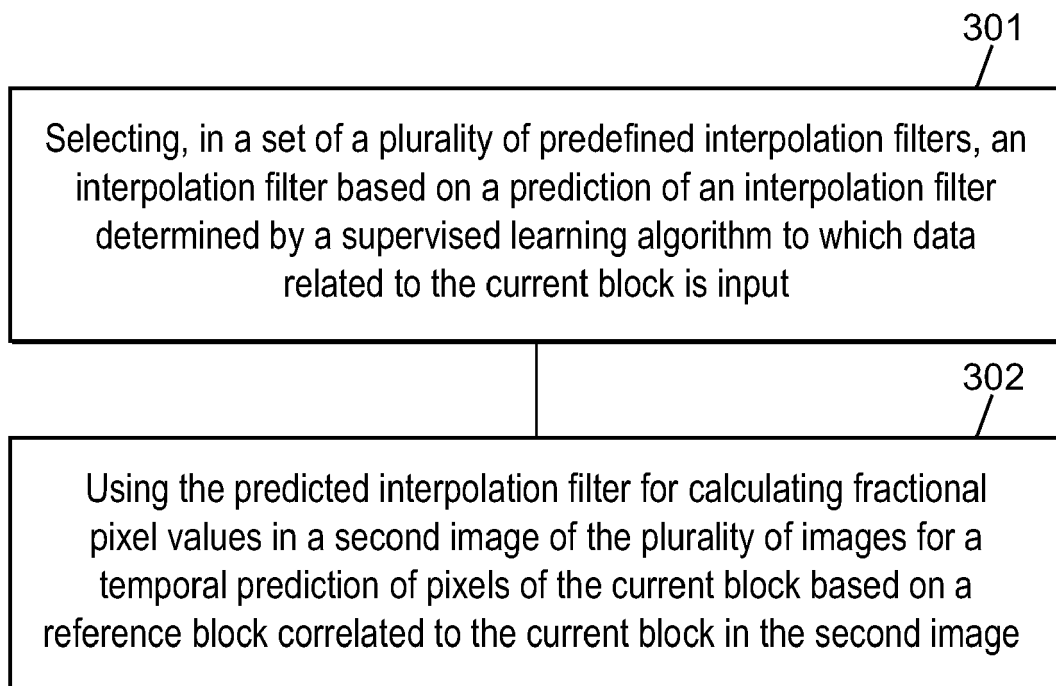 301
Selecting, in a set of a plurality of predefined interpolation filters, an
interpolation filter based on a prediction of an interpolation filter
determined by a supervised learning algorithm to which data
related to the current block is input
302
Using the predicted interpolation filter for calculating fractional
pixel values in a second image of the plurality of images for a
temporal prediction of pixels of the current block based on a
reference block correlated to the current block in the second image